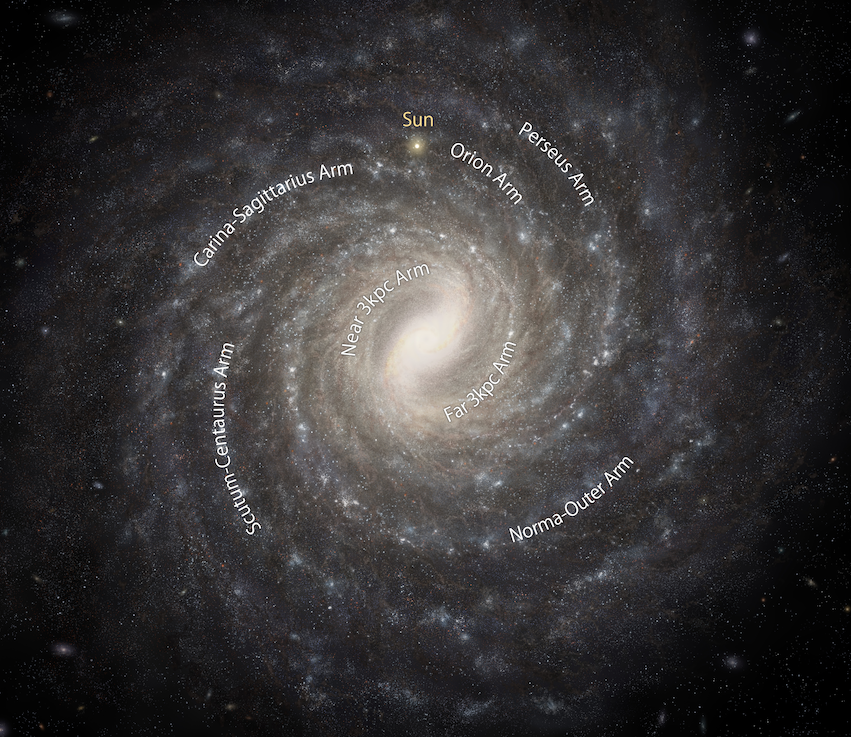 Sun
Orion Arm
Perseus Arm
Carina-Sagittarius Arm
Near 3kpc Arm
Far 3kpc Arm
Scutum-Centaurus Arm
Norma-Outer Arm